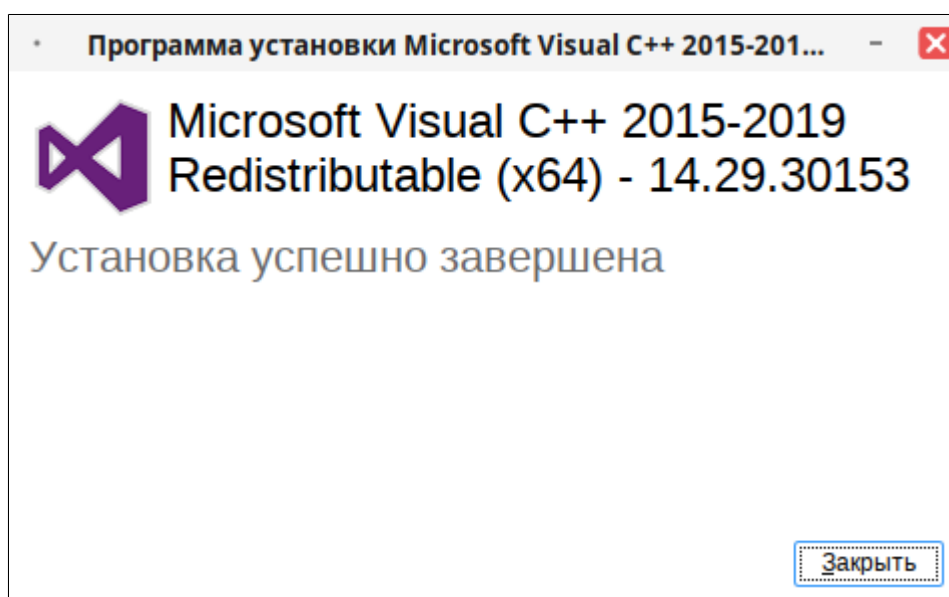 Программа установки Microsoft Visual C++ 2015-201...
Microsoft Visual C++ 2015-2019
Redistributable (x64) - 14.29.30153
Установка успешно завершена
Закрыть